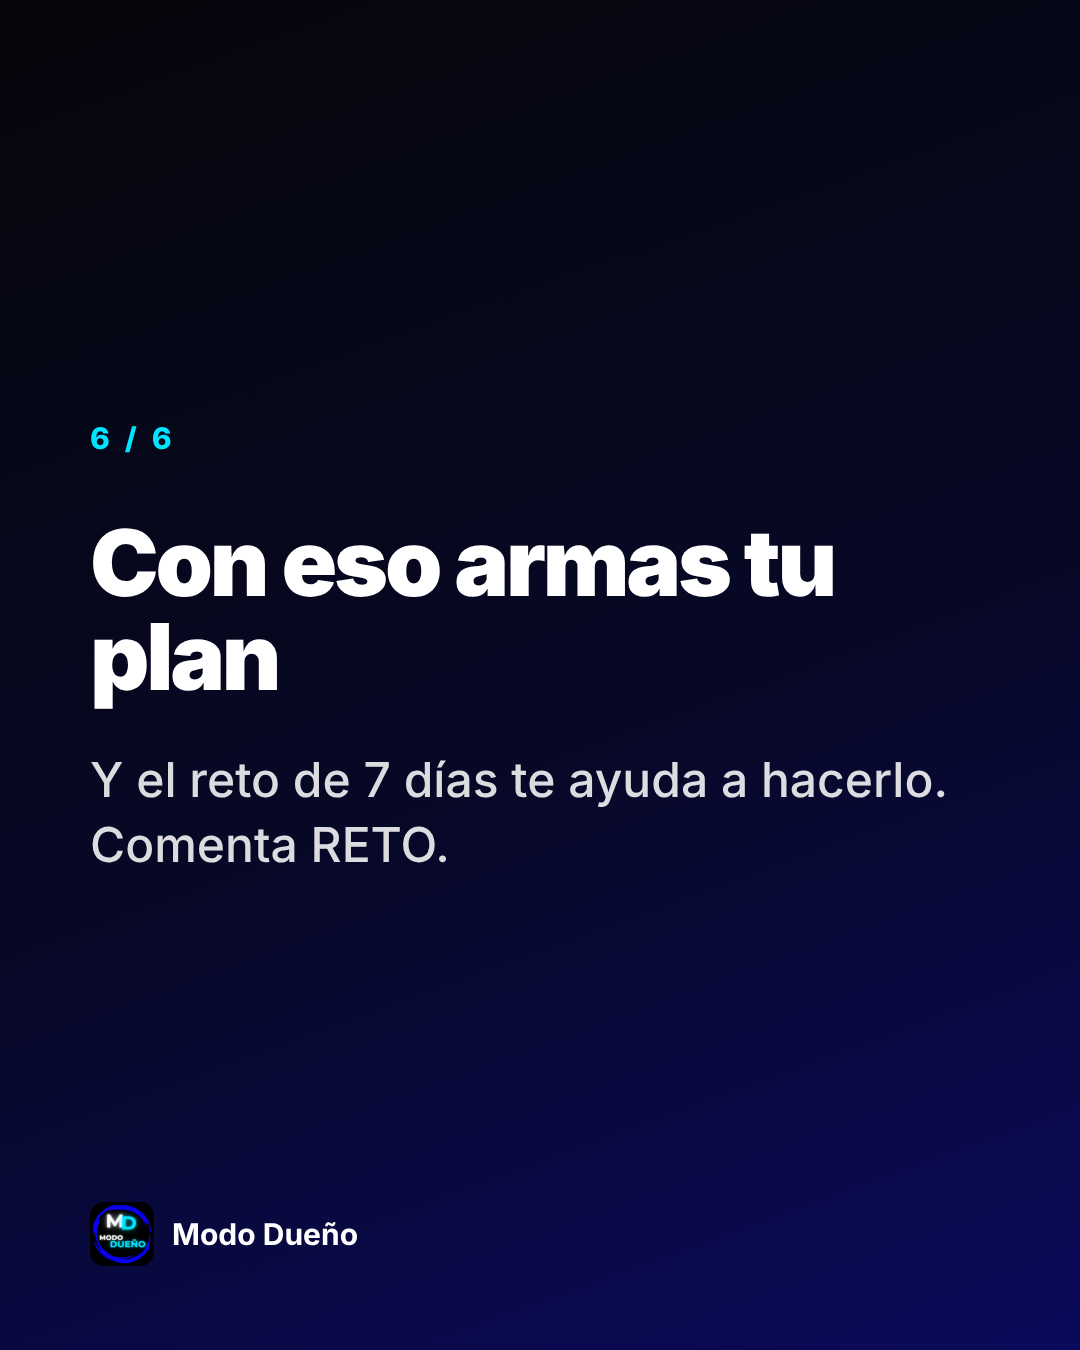 6 / 6
Con eso armas tu
plan
Y el reto de 7 días te ayuda a hacerlo.
Comenta RETO.
MD
MODO
DUEÑO
Modo Dueño